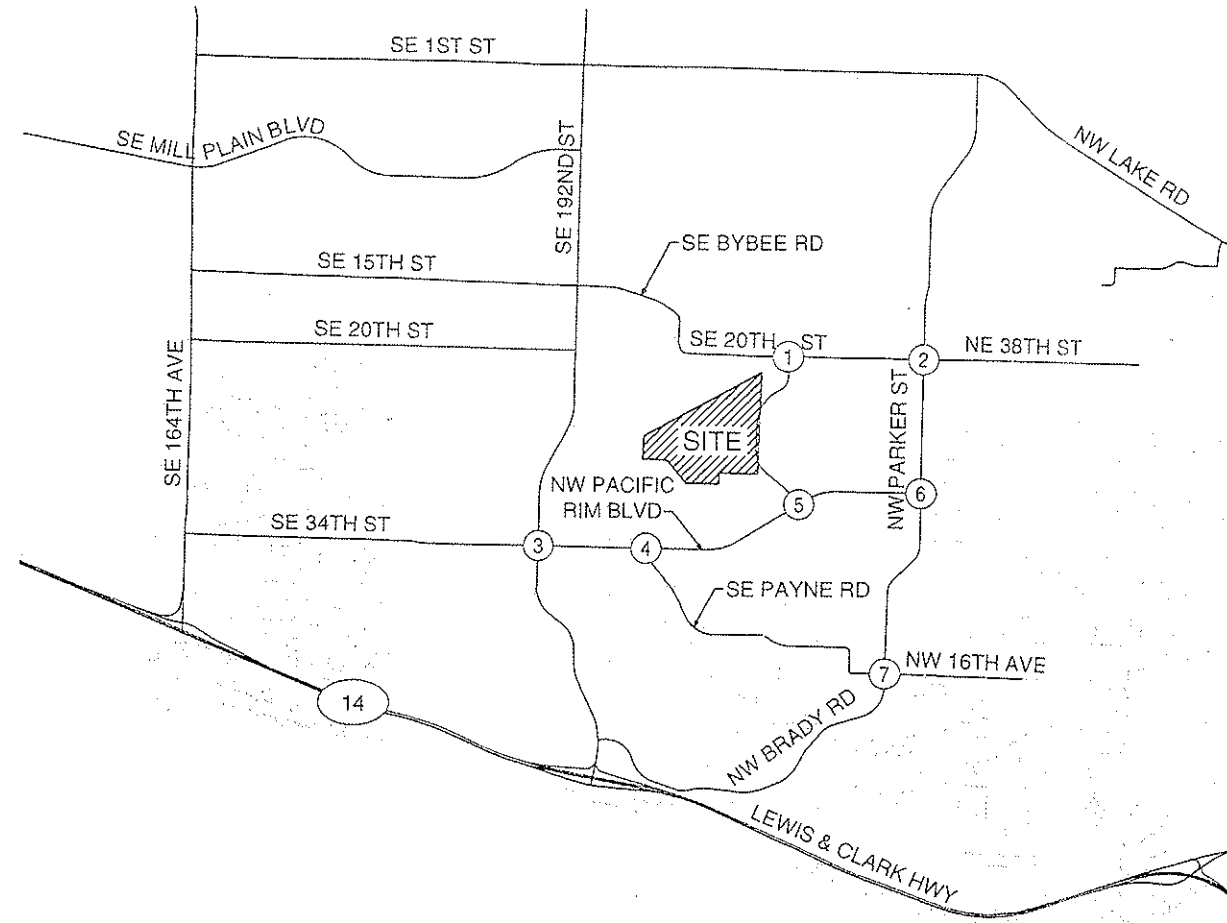 SE 1ST ST
SE MILL PLAIN BLVD
NW LAKE RD
SE 192ND ST
SE BYBEE RD
SE 15TH ST
SE 20TH ST
SE 20TH ST
1
2
NE 38TH ST
SE 164TH AVE
NW PARKER ST
SITE
NW PACIFIC
RIM BLVD
5
6
SE 34TH ST
3
4
SE PAYNE RD
7
NW 16TH AVE
14
NW BRADY RD
LEWIS & CLARK HWY